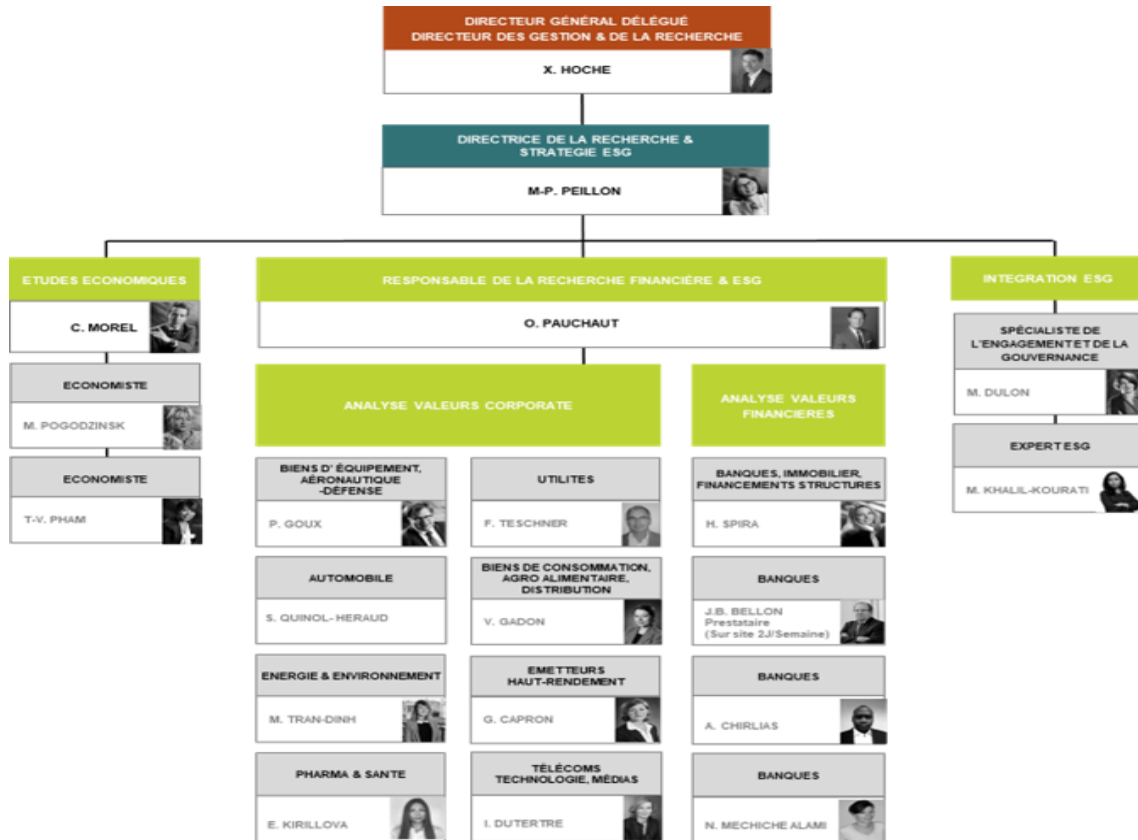 DIRECTEUR GÉNÉRAL DÉLÉGUÉ
DIRECTEUR DES GESTION & DE LA RECHERCHE
X. HOCHE
DIRECTRICE DE LA RECHERCHE &
STRATEGIE ESG
M-P. PEILLON
ETUDES ECONOMIQUES
C. MOREL
ECONOMISTE
M. POGODZINSK
ECONOMISTE
T-V. PHAM
RESPONSABLE DE LA RECHERCHE FINANCIÈRE & ESG
O. PAUCHAUT
ANALYSE VALEURS CORPORATE
BIENS D' ÉQUIPEMENT,
AÉRONAUTIQUE
-DÉFENSE
P. GOUX
AUTOMOBILE
S. QUINOL- HERAUD
ENERGIE & ENVIRONNEMENT
M. TRAN-DINH
PHARMA & SANTE
E. KIRILLOVA
UTILITES
F. TESCHNER
BIENS DE CONSOMMATION,
AGRO ALIMENTAIRE,
DISTRIBUTION
V. GADON
EMETTEURS
HAUT-RENDEMENT
G. CAPRON
TÉLÉCOMS
TECHNOLOGIE, MÉDIAS
I. DUTERTRE
ANALYSE VALEURS
FINANCIERES
BANQUES, IMMOBILIER,
FINANCEMENTS STRUCTURES
H. SPIRA
BANQUES
J.B. BELLON
Prestataire
(Sur site 2J/Semaine)
BANQUES
A. CHIRLIAS
BANQUES
N. MECHICHE ALAMI
INTEGRATION ESG
SPÉCIALISTE DE
L'ENGAGEMENT ET DE LA
GOUVERNANCE
M. DULON
EXPERT ESG
M. KHALIL-KOURATI